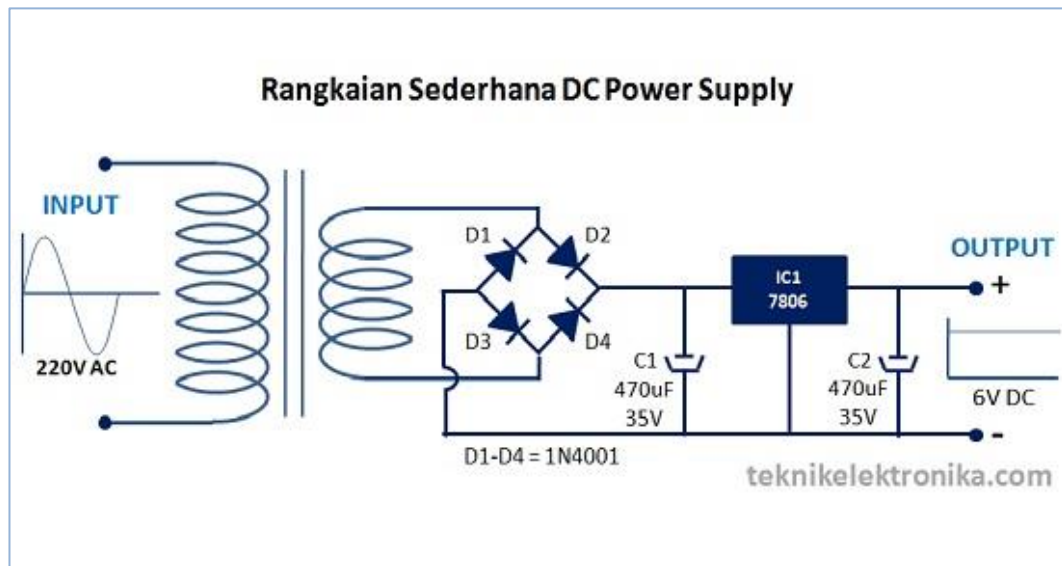 Rangkaian Sederhana DC Power Supply
INPUT
220V AC
D1
D2
D3
D4
D1-D4 = 1N4001
C1
470uF
35V
IC1
7806
C2
470uF
35V
OUTPUT
+
6V DC
-
teknikelektronika.com